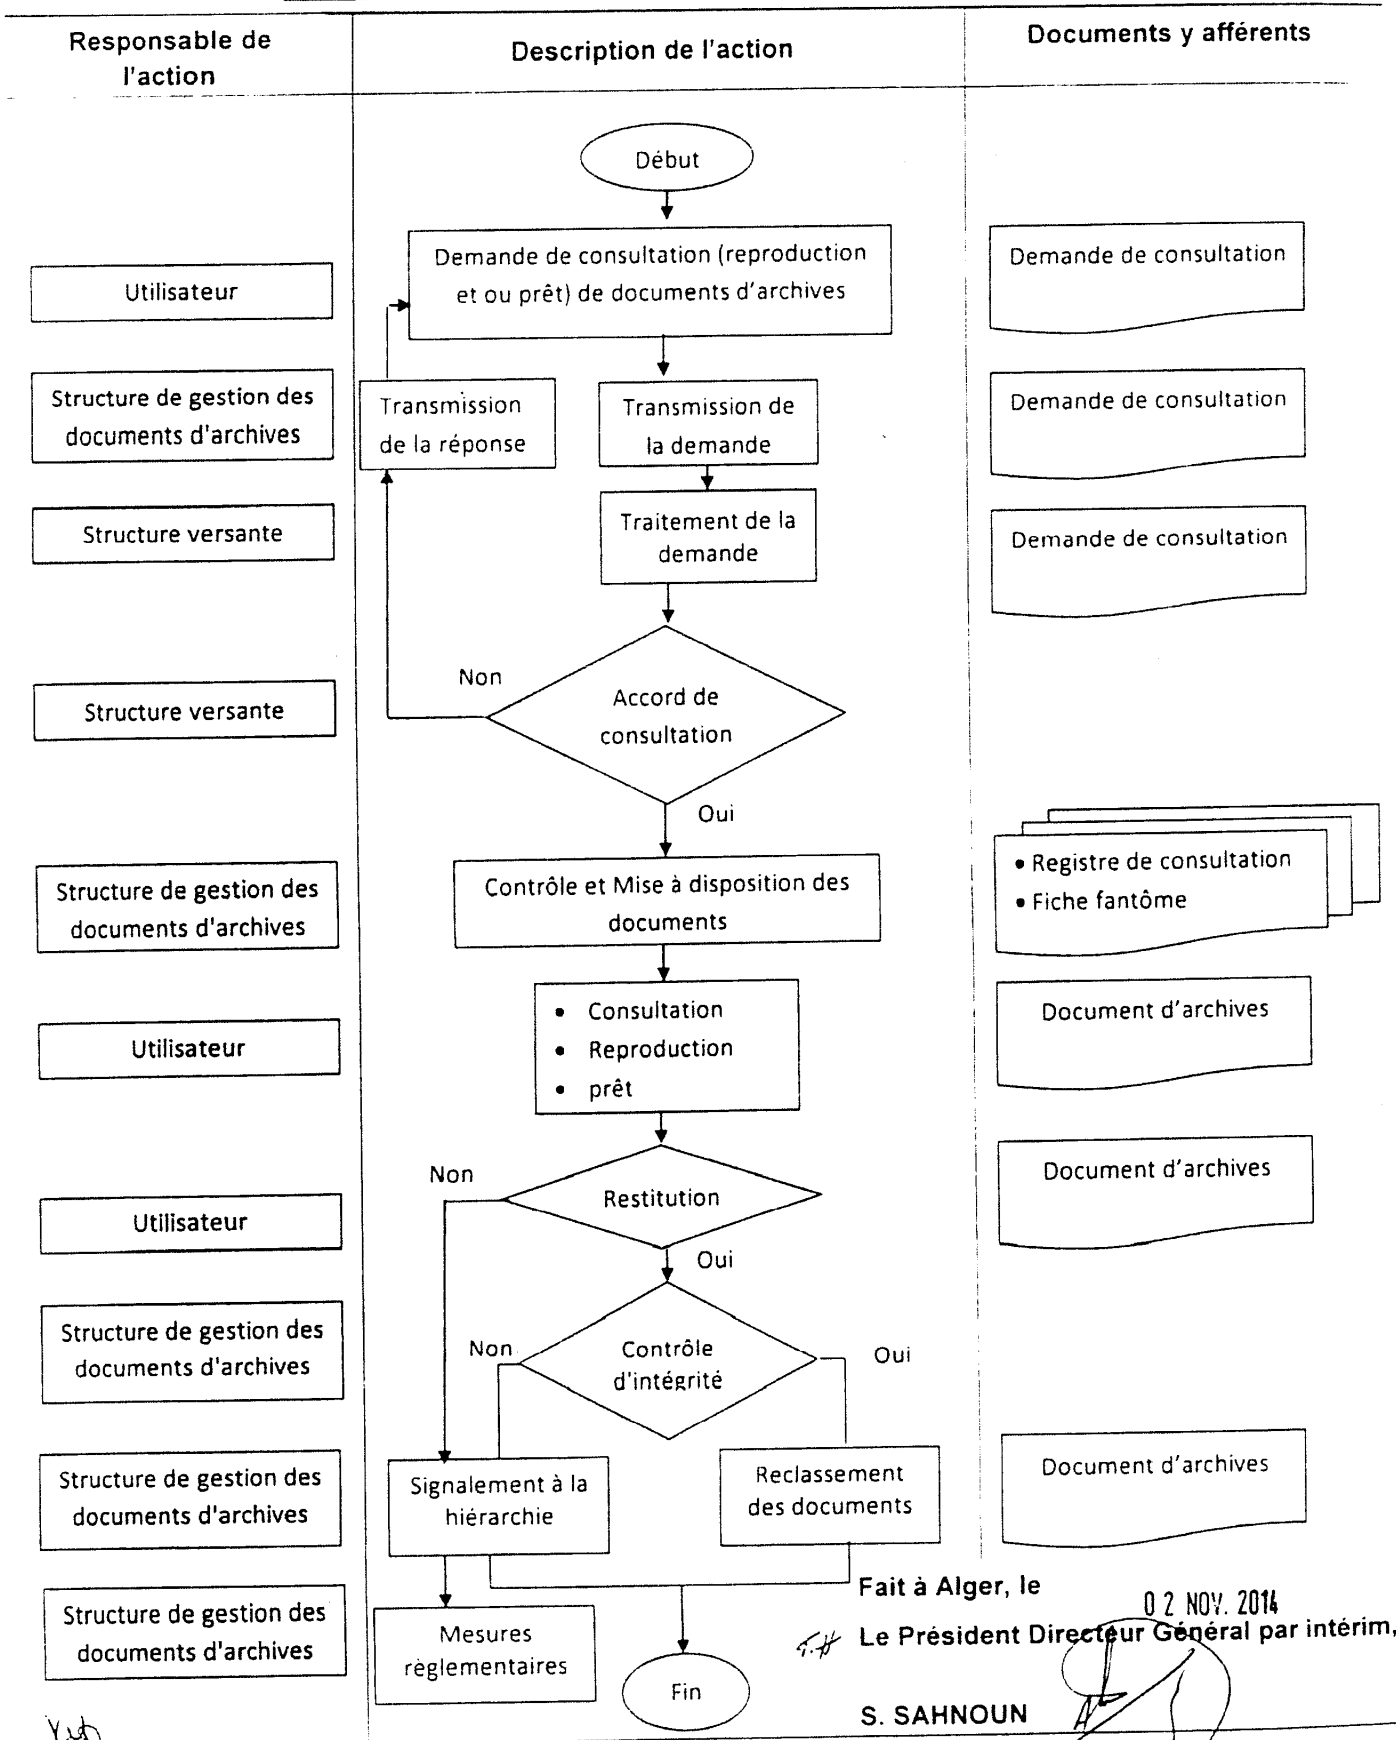 Responsable de
l'action
Description de l'action
Documents y afférents
Début
Utilisateur
Demande de consultation (reproduction
et ou prêt) de documents d'archives
Demande de consultation
Structure de gestion des
documents d'archives
Transmission
de la réponse
Transmission de
la demande
Demande de consultation
Structure versante
Traitement de la
demande
Demande de consultation
Structure versante
Non
Accord de
consultation
Oui
Structure de gestion des
documents d'archives
Contrôle et Mise à disposition des
documents
• Registre de consultation
• Fiche fantôme
Utilisateur
• Consultation
• Reproduction
• prêt
Document d'archives
Utilisateur
Non
Restitution
Oui
Document d'archives
Structure de gestion des
documents d'archives
Non
Contrôle
d'intégrité
Oui
Structure de gestion des
documents d'archives
Signalement à la
hiérarchie
Reclassement
des documents
Document d'archives
Structure de gestion des
documents d'archives
Mesures
règlementaires
Fin
Fait à Alger, le
02 NOV. 2014
Le Président Directeur Général par intérim,
S. SAHNOUN